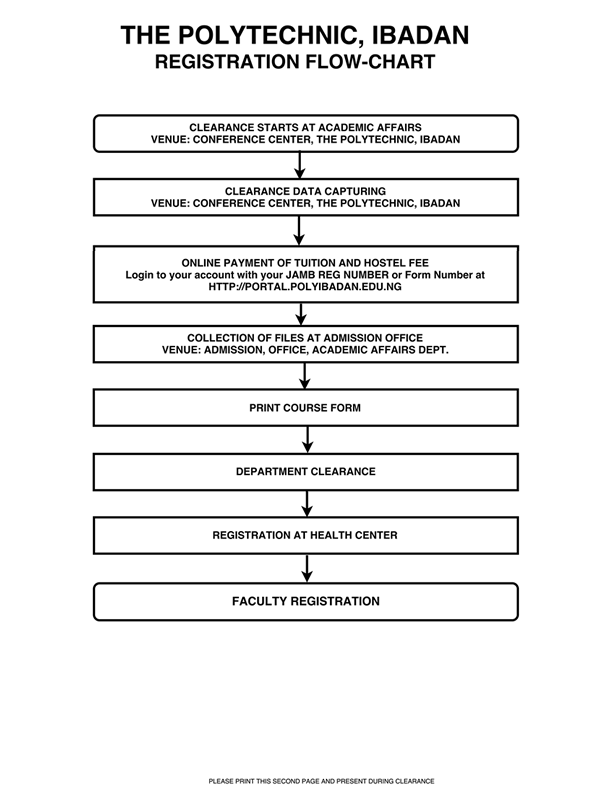 THE POLYTECHNIC, IBADAN
REGISTRATION FLOW-CHART
CLEARANCE STARTS AT ACADEMIC AFFAIRS
VENUE: CONFERENCE CENTER, THE POLYTECHNIC, IBADAN
CLEARANCE DATA CAPTURING
VENUE: CONFERENCE CENTER, THE POLYTECHNIC, IBADAN
ONLINE PAYMENT OF TUITION AND HOSTEL FEE
Login to your account with your JAMB REG NUMBER or Form Number at
HTTP://PORTAL.POLYIBADAN.EDU.NG
COLLECTION OF FILES AT ADMISSION OFFICE
VENUE: ADMISSION, OFFICE, ACADEMIC AFFAIRS DEPT.
PRINT COURSE FORM
DEPARTMENT CLEARANCE
REGISTRATION AT HEALTH CENTER
FACULTY REGISTRATION
PLEASE PRINT THIS SECOND PAGE AND PRESENT DURING CLEARANCE